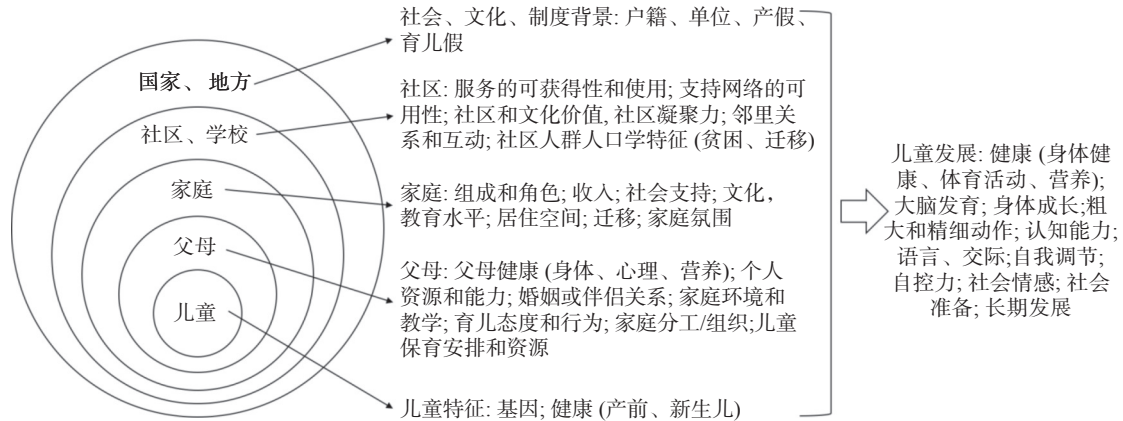 国家、 地方
社区、学校
家庭
父母
儿童
社会、文化、制度背景: 户籍、单位、产假、
育儿假
社区: 服务的可获得性和使用; 支持网络的可
用性; 社区和文化价值, 社区凝聚力; 邻里关
系和互动; 社区人群人口学特征 (贫困、迁移)
家庭: 组成和角色; 收入; 社会支持; 文化，
教育水平; 居住空间; 迁移; 家庭氛围
父母: 父母健康 (身体、心理、营养); 个人
资源和能力; 婚姻或伴侣关系; 家庭环境和
教学; 育儿态度和行为; 家庭分工/组织;儿童
保育安排和资源
儿童特征: 基因; 健康 (产前、新生儿)
儿童发展: 健康 (身体健
康、体育活动、营养);
大脑发育; 身体成长;粗
大和精细动作; 认知能力;
语言、交际;自我调节;
自控力; 社会情感; 社会
准备; 长期发展